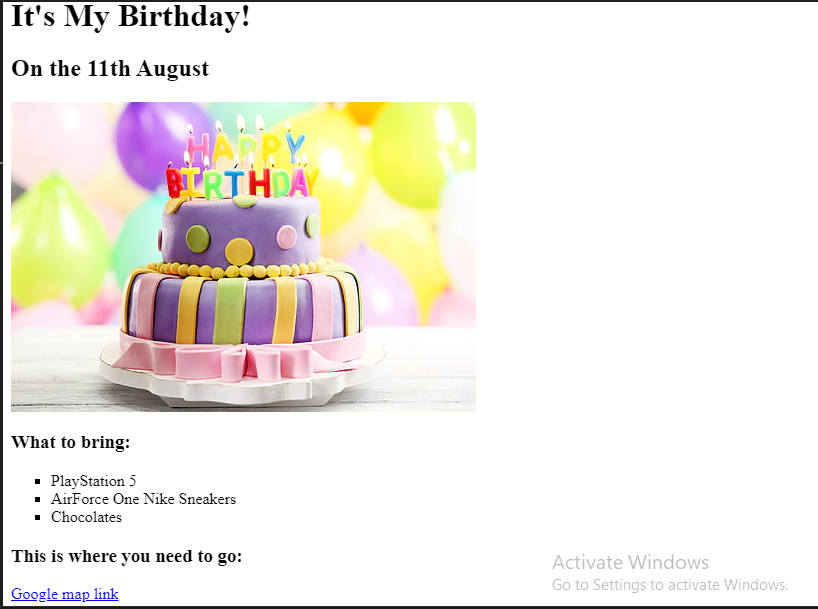 It's My Birthday!
On the 11th August
HAPPY
BIRTHDAY
What to bring:
PlayStation 5
AirForce One Nike Sneakers
Chocolates
This is where you need to go:
Google map link
Activate Windows
Go to Settings to activate Windows.